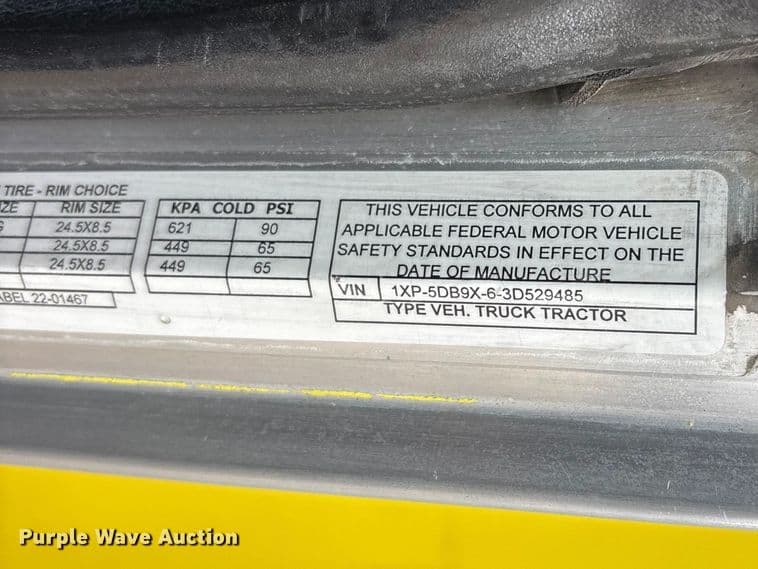 TIRE - RIM CHOICE
ZE RIM SIZE
G 24.5X8.5
24.5X8.5
24.5X8.5
ABEL 22-01467
KPA COLD PSI
621 90
449 65
449 65
THIS VEHICLE CONFORMS TO ALL
APPLICABLE FEDERAL MOTOR VEHICLE
SAFETY STANDARDS IN EFFECT ON THE
DATE OF MANUFACTURE
VIN 1XP-5DB9X-6-3D529485
TYPE VEH. TRUCK TRACTOR
Purple Wave Auction